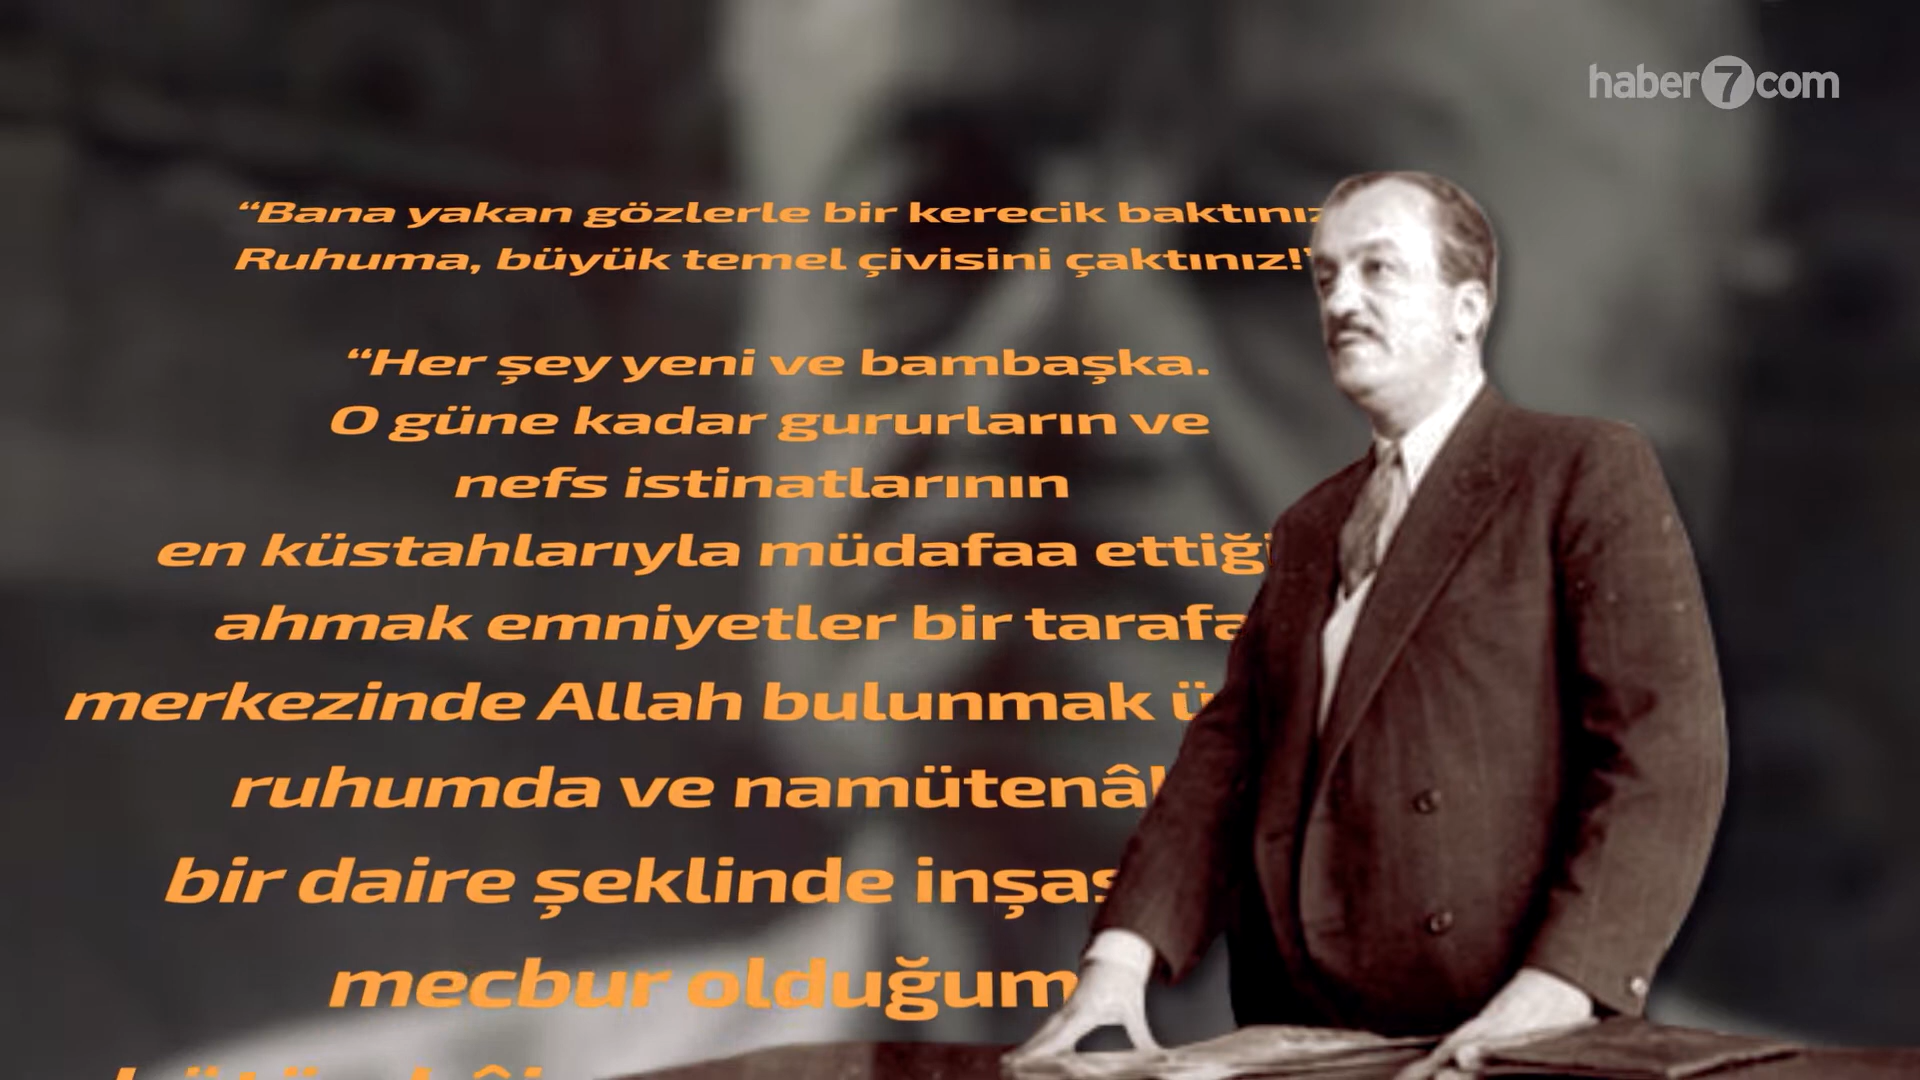 haber7com
“Bana yakan gözlerle bir kerecik baktınız
Ruhuma, büyük temel çivisini çaktınız!”
“Her şey yeni ve bambaşka.
O güne kadar gururların ve
nefs istinatlarının
en küstahlarıyla müdafaa ettiği
ahmak emniyetler bir tarafa
merkezinde Allah bulunmak
ruhumda ve
bir daire şeklinde
mecbur olduğum